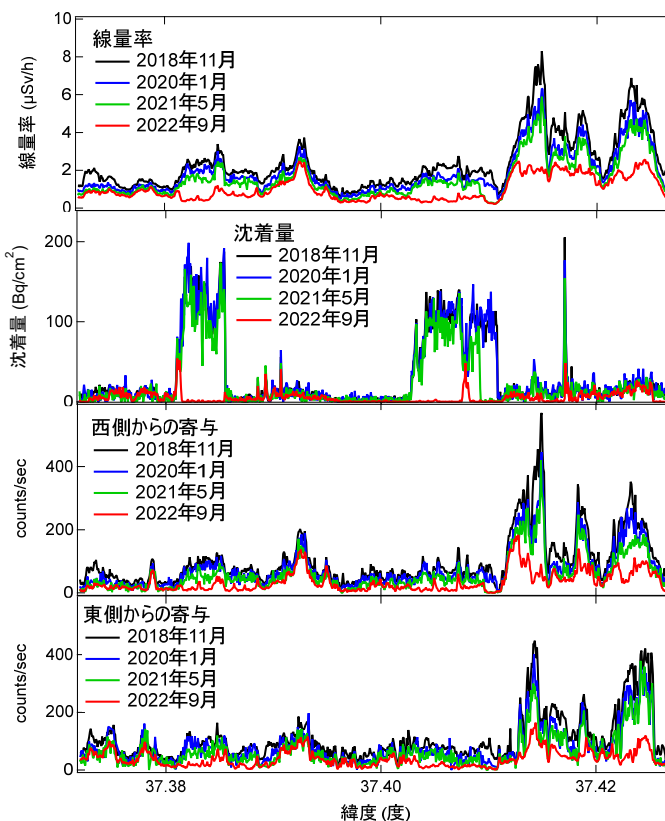 線量率
2018年11月
2020年1月
2021年5月
2022年9月
線量率 (μSv/h)
10
8
6
4
2
0
沈着量
2018年11月
2020年1月
2021年5月
2022年9月
沈着量 (Bq/cm²)
200
100
0
西側からの寄与
2018年11月
2020年1月
2021年5月
2022年9月
counts/sec
400
200
0
東側からの寄与
2018年11月
2020年1月
2021年5月
2022年9月
counts/sec
400
200
0
37.38
37.40
37.42
緯度 (度)